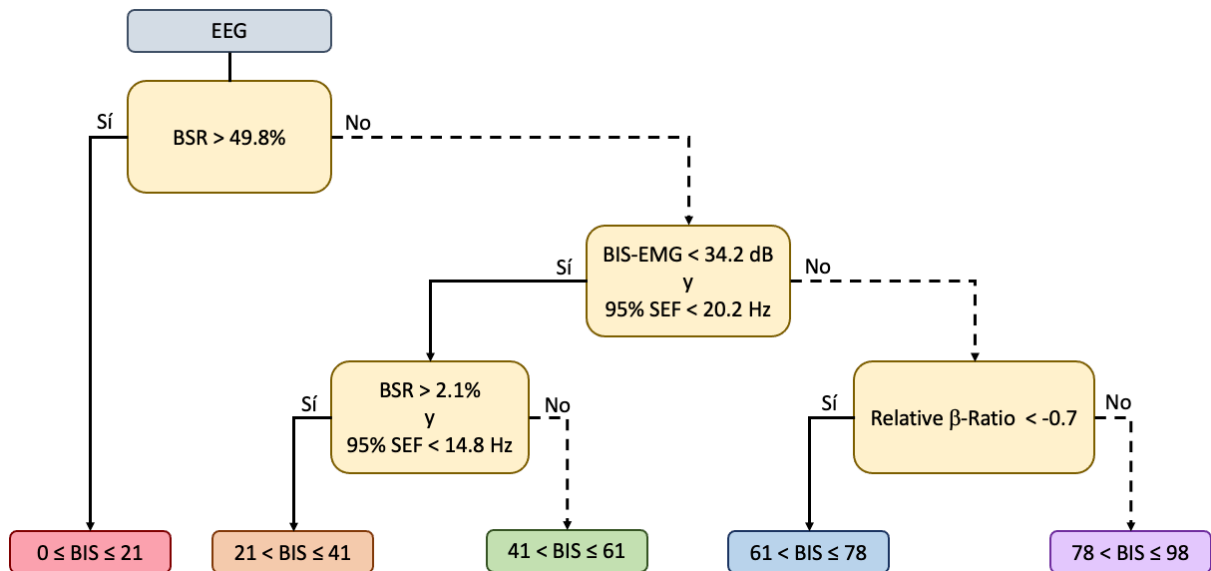 EEG
Sí
BSR > 49.8%
No
BIS-EMG < 34.2 dB
y
95% SEF < 20.2 Hz
Sí
No
BSR > 2.1%
y
95% SEF < 14.8 Hz
Sí
No
Relative β-Ratio < -0.7
Sí
No
0 ≤ BIS ≤ 21
21 < BIS ≤ 41
41 < BIS ≤ 61
61 < BIS ≤ 78
78 < BIS ≤ 98